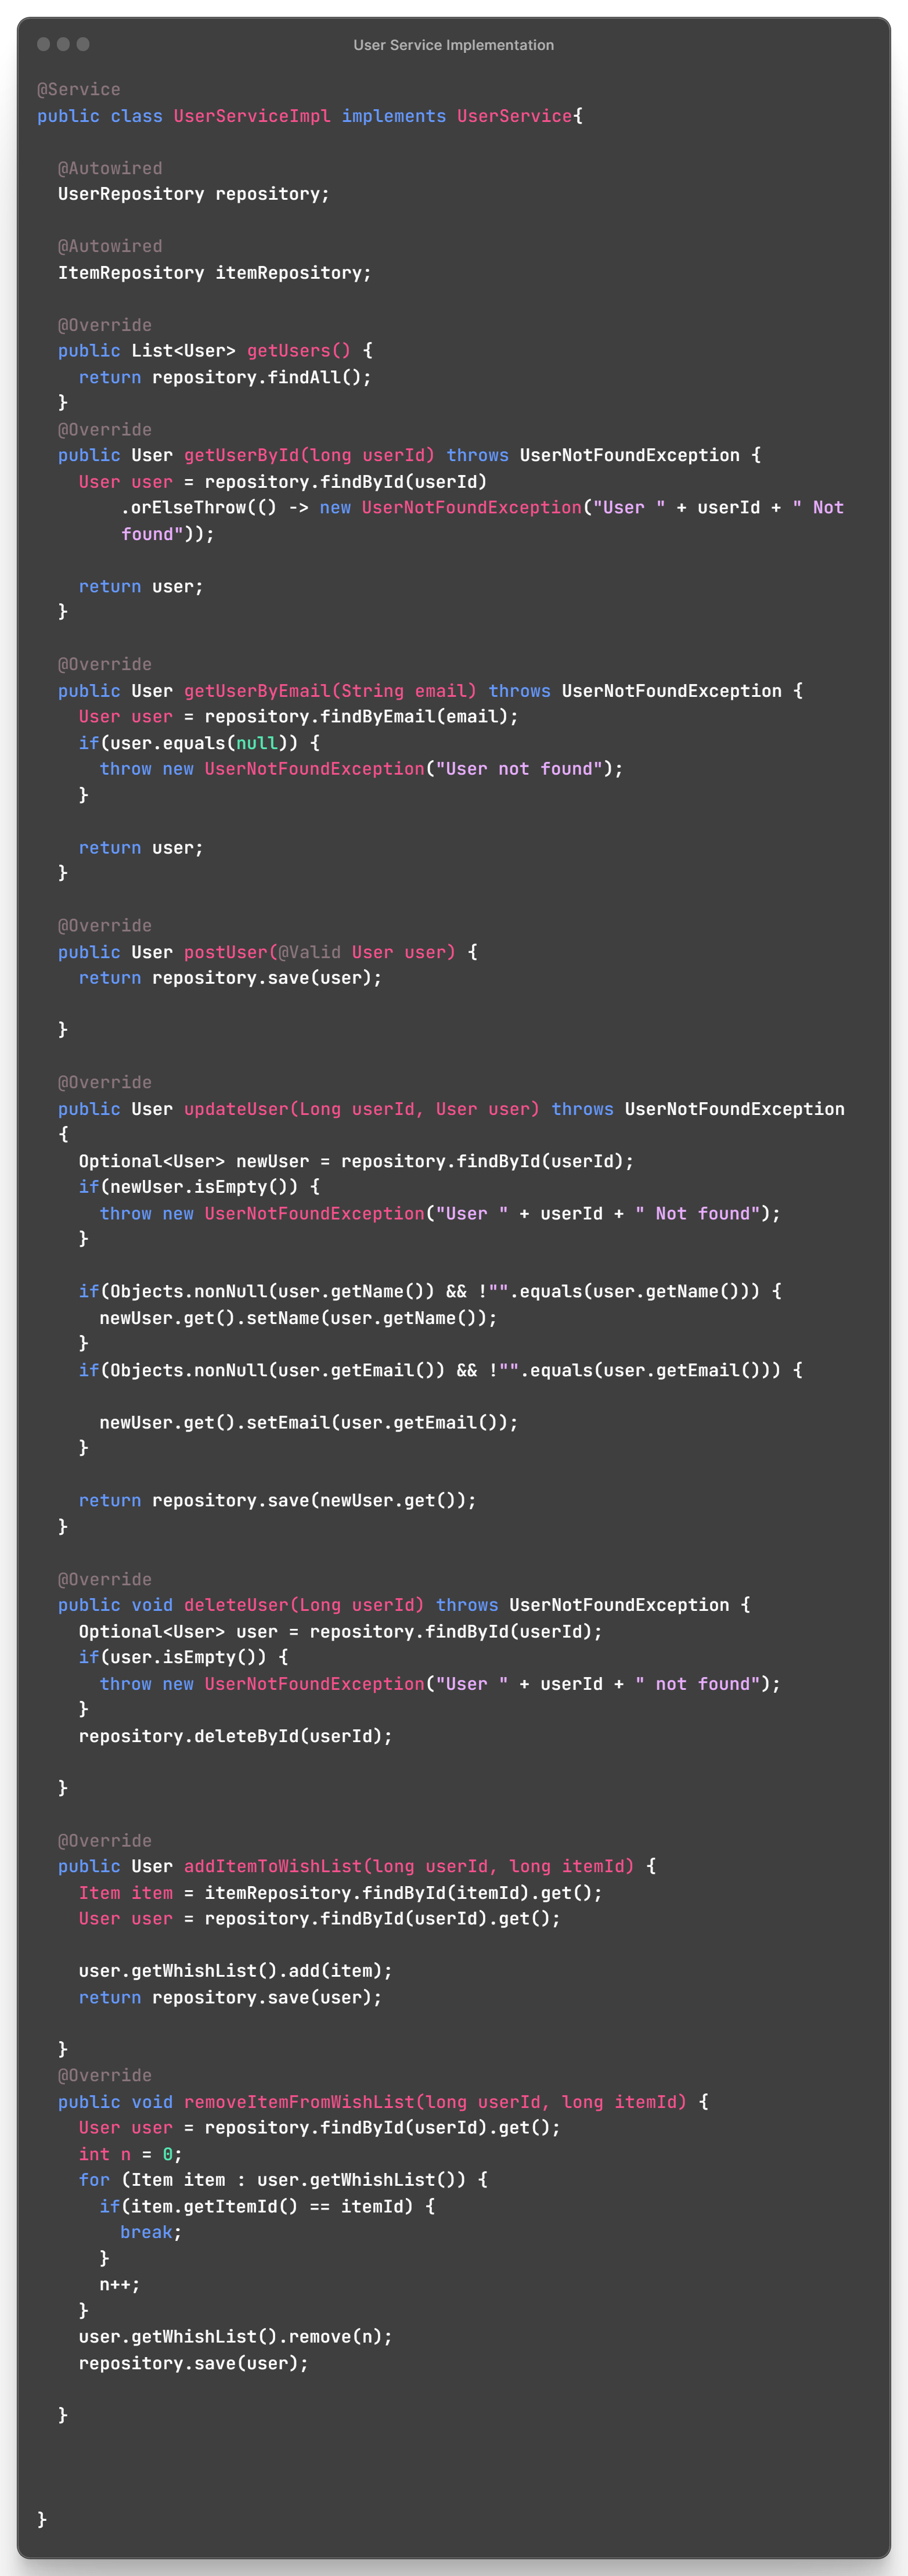 User Service Implementation
@Service
public class UserServiceImpl implements UserService{
@Autowired
UserRepository repository;
@Autowired
ItemRepository itemRepository;
@Override
public List<User> getUsers() {
return repository.findAll();
}
@Override
public User getUserById(long userId) throws UserNotFoundException {
User user = repository.findById(userId)
.orElseThrow(() -> new UserNotFoundException("User " + userId + " Not
found"));
return user;
}
@Override
public User getUserByEmail(String email) throws UserNotFoundException {
User user = repository.findByEmail(email);
if(user.equals(null)) {
throw new UserNotFoundException("User not found");
}
return user;
}
@Override
public User postUser(@Valid User user) {
return repository.save(user);
}
@Override
public User updateUser(Long userId, User user) throws UserNotFoundException
{
Optional<User> newUser = repository.findById(userId);
if(newUser.isEmpty()) {
throw new UserNotFoundException("User " + userId + " Not found");
}
if(Objects.nonNull(user.getName()) && !"".equals(user.getName())) {
newUser.get().setName(user.getName());
}
if(Objects.nonNull(user.getEmail()) && !"".equals(user.getEmail())) {
newUser.get().setEmail(user.getEmail());
}
return repository.save(newUser.get());
}
@Override
public void deleteUser(Long userId) throws UserNotFoundException {
Optional<User> user = repository.findById(userId);
if(user.isEmpty()) {
throw new UserNotFoundException("User " + userId + " not found");
}
repository.deleteById(userId);
}
@Override
public User addItemToWishList(long userId, long itemId) {
Item item = itemRepository.findById(itemId).get();
User user = repository.findById(userId).get();
user.getWhishList().add(item);
return repository.save(user);
}
@Override
public void removeItemFromWishList(long userId, long itemId) {
User user = repository.findById(userId).get();
int n = 0;
for (Item item : user.getWhishList()) {
if(item.getItemId() == itemId) {
break;
}
n++;
}
user.getWhishList().remove(n);
repository.save(user);
}
}